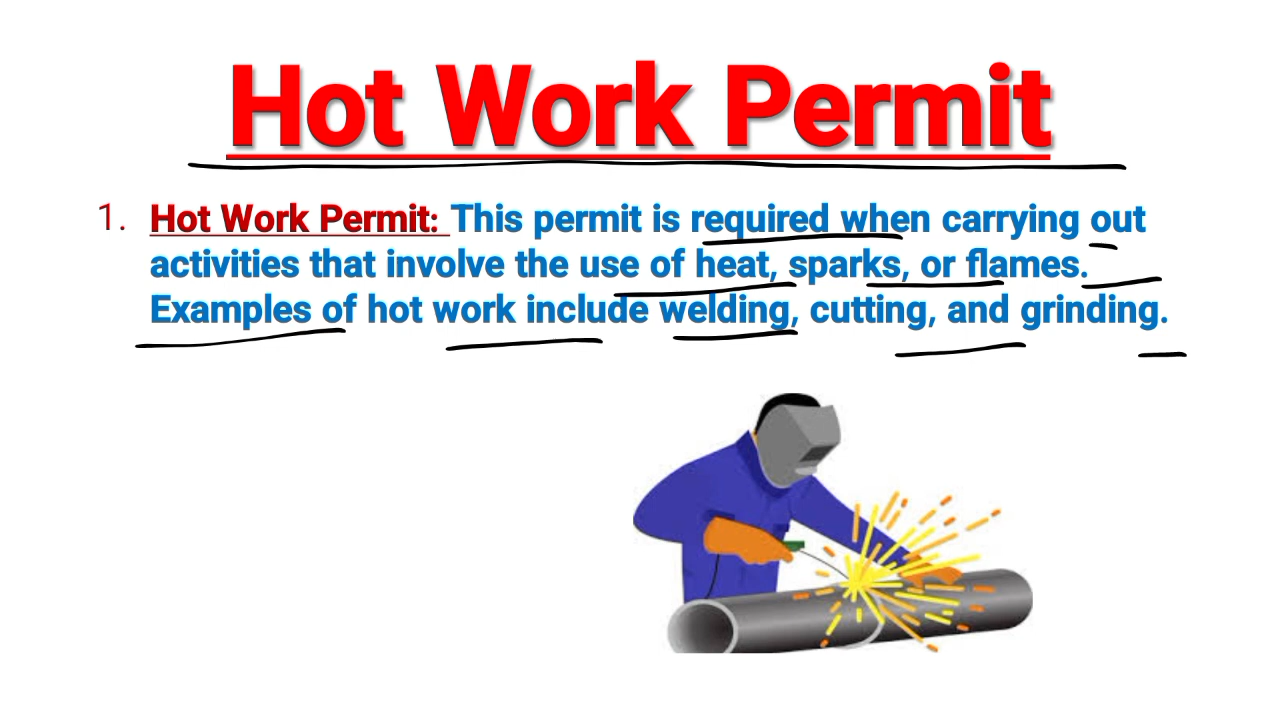 Hot Work Permit
1. Hot Work Permit: This permit is required when carrying out
activities that involve the use of heat, sparks, or flames.
Examples of hot work include welding, cutting, and grinding.